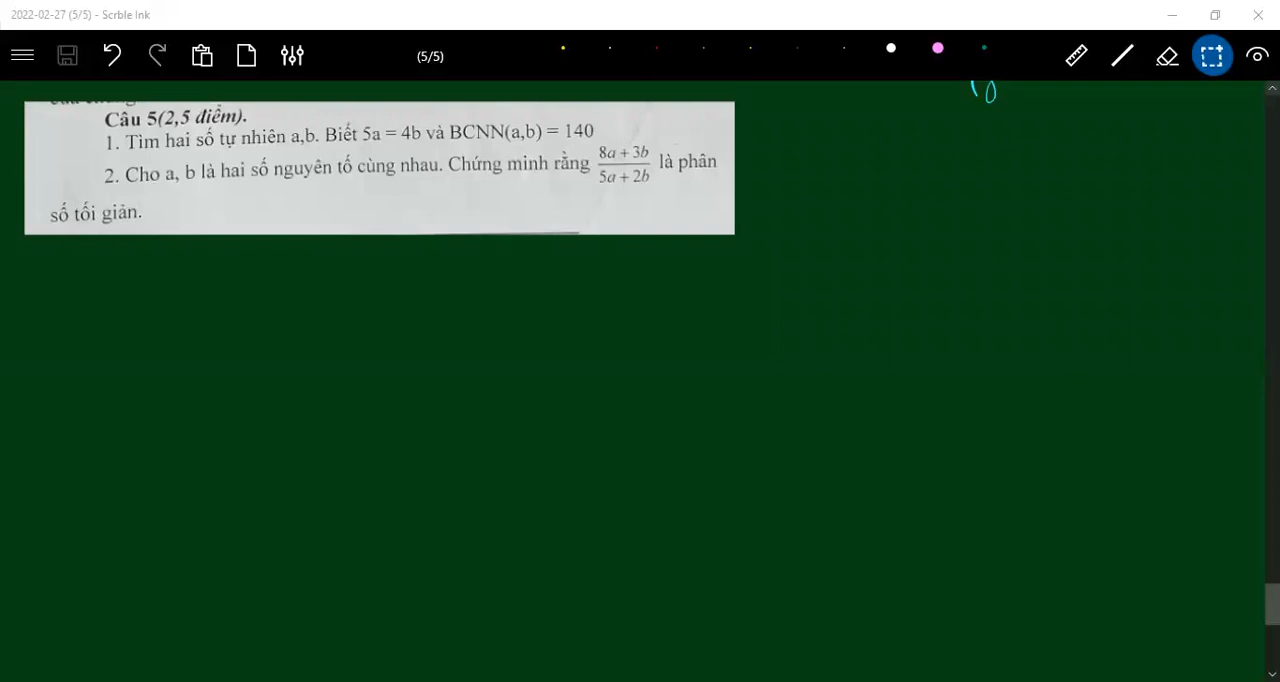 2022-02-27 (5/5) - Scrble Ink
(5/5)
Câu 5(2,5 điểm).
1. Tìm hai số tự nhiên a,b. Biết 5a = 4b và BCNN(a,b) = 140
2. Cho a, b là hai số nguyên tố cùng nhau. Chứng minh rằng (8a + 3b)/(5a + 2b) là phân
số tối giản.